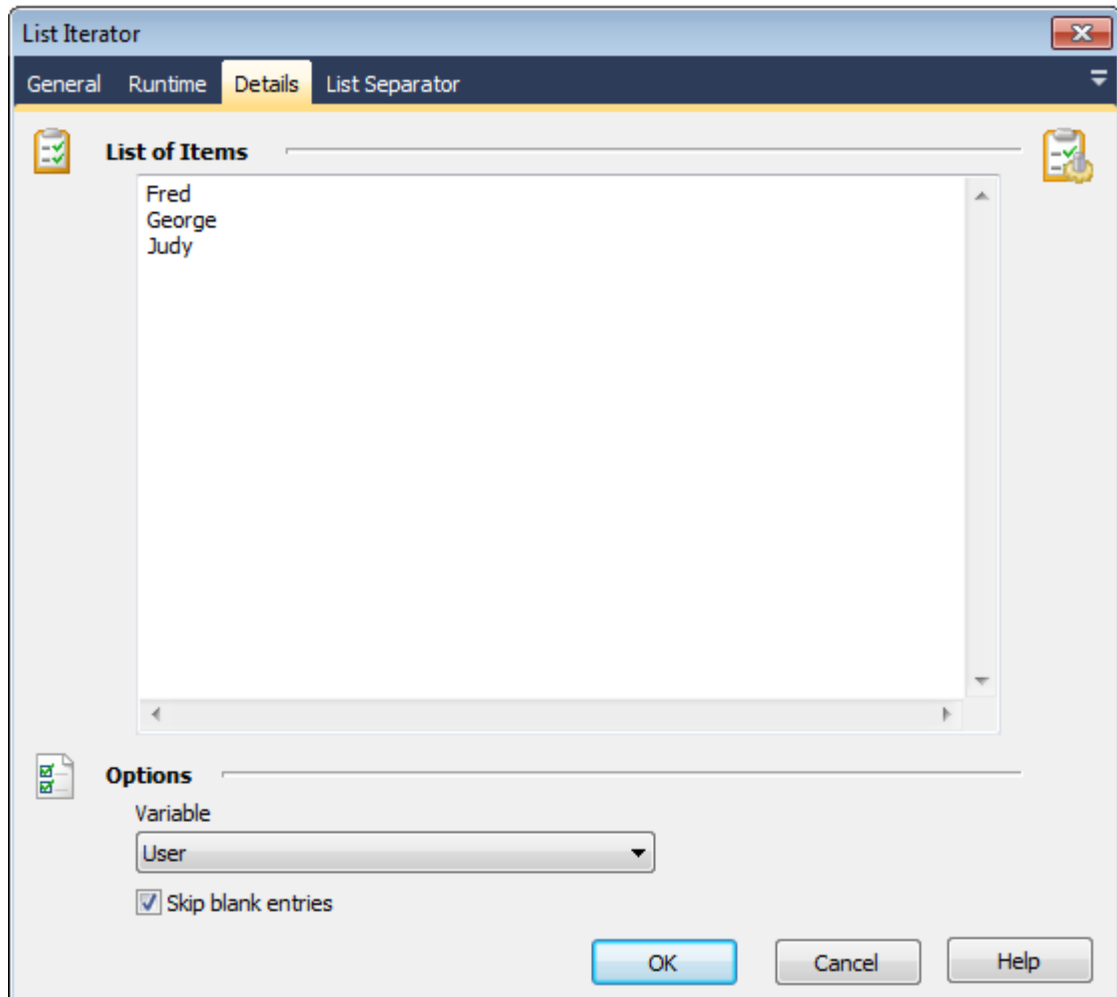 List Iterator
General Runtime Details List Separator
List of Items
Fred
George
Judy
Options
Variable
User
Skip blank entries
OK Cancel Help